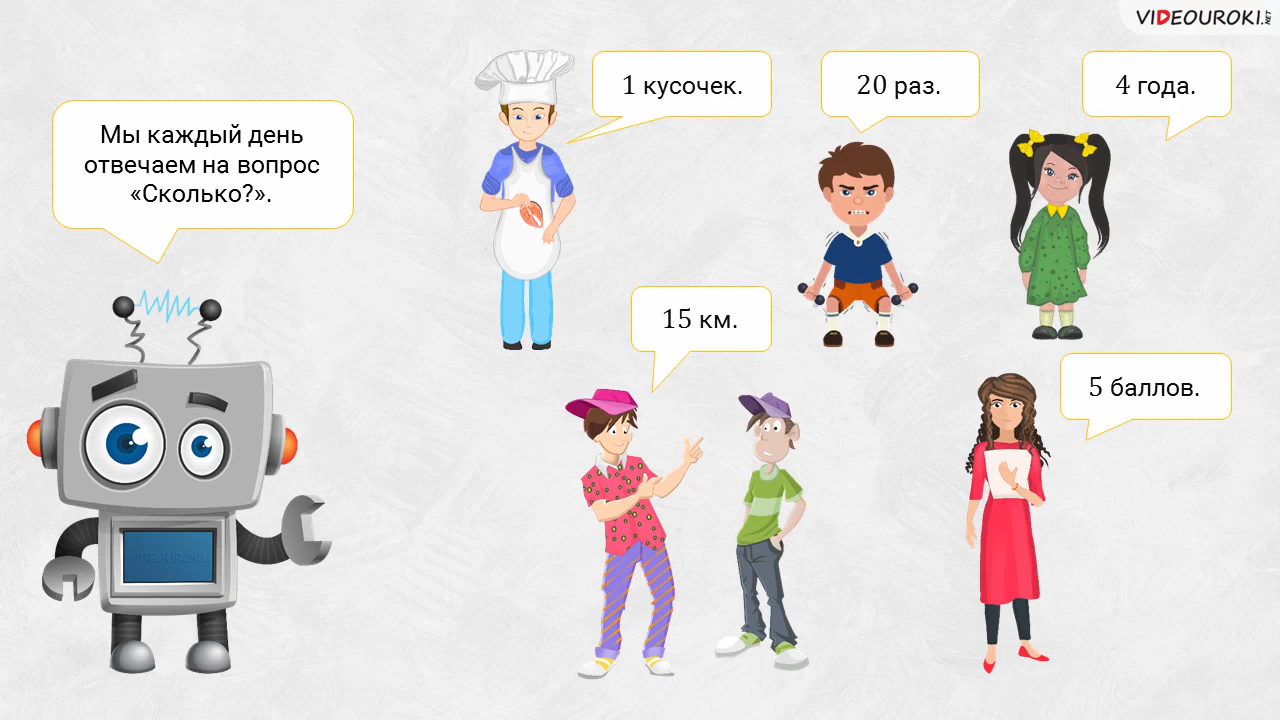 VIDEOUROKI.NET
Мы каждый день
отвечаем на вопрос
«Сколько?».
1 кусочек.
20 раз.
4 года.
15 км.
5 баллов.
VIDEOUROKI